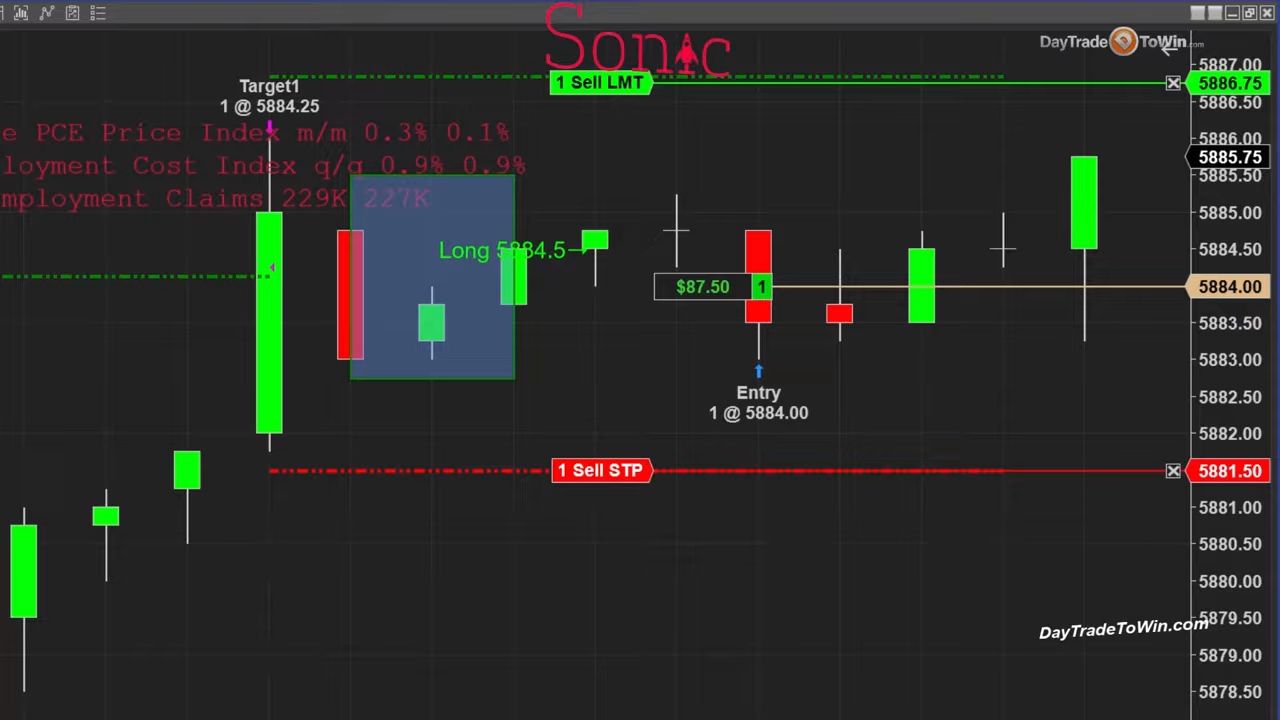 Sonic
DayTradeToWin.com
1 Sell LMT
Target1
1 @ 5884.25
e PCE Price Index m/m 0.3% 0.1%
loyment Cost Index q/q 0.9% 0.9%
mployment Claims 229K 227K
Long 5884.5
$87.50 1
Entry
1 @ 5884.00
1 Sell STP
5887.00
5886.75
5886.50
5886.00
5885.75
5885.50
5885.00
5884.50
5884.00
5883.50
5883.00
5882.50
5882.00
5881.50
5881.00
5880.50
5880.00
5879.50
5879.00
5878.50
DayTradeToWin.com